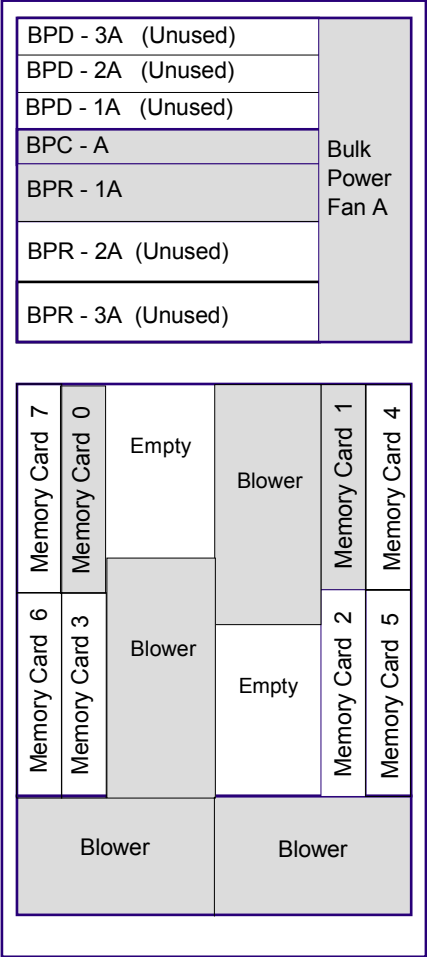 BPD - 3A (Unused)
BPD - 2A (Unused)
BPD - 1A (Unused)
BPC - A
BPR - 1A
BPR - 2A (Unused)
BPR - 3A (Unused)
Bulk
Power
Fan A
Memory Card 7
Memory Card 0
Empty
Blower
Memory Card 1
Memory Card 4
Memory Card 6
Memory Card 3
Blower
Empty
Memory Card 2
Memory Card 5
Blower
Blower